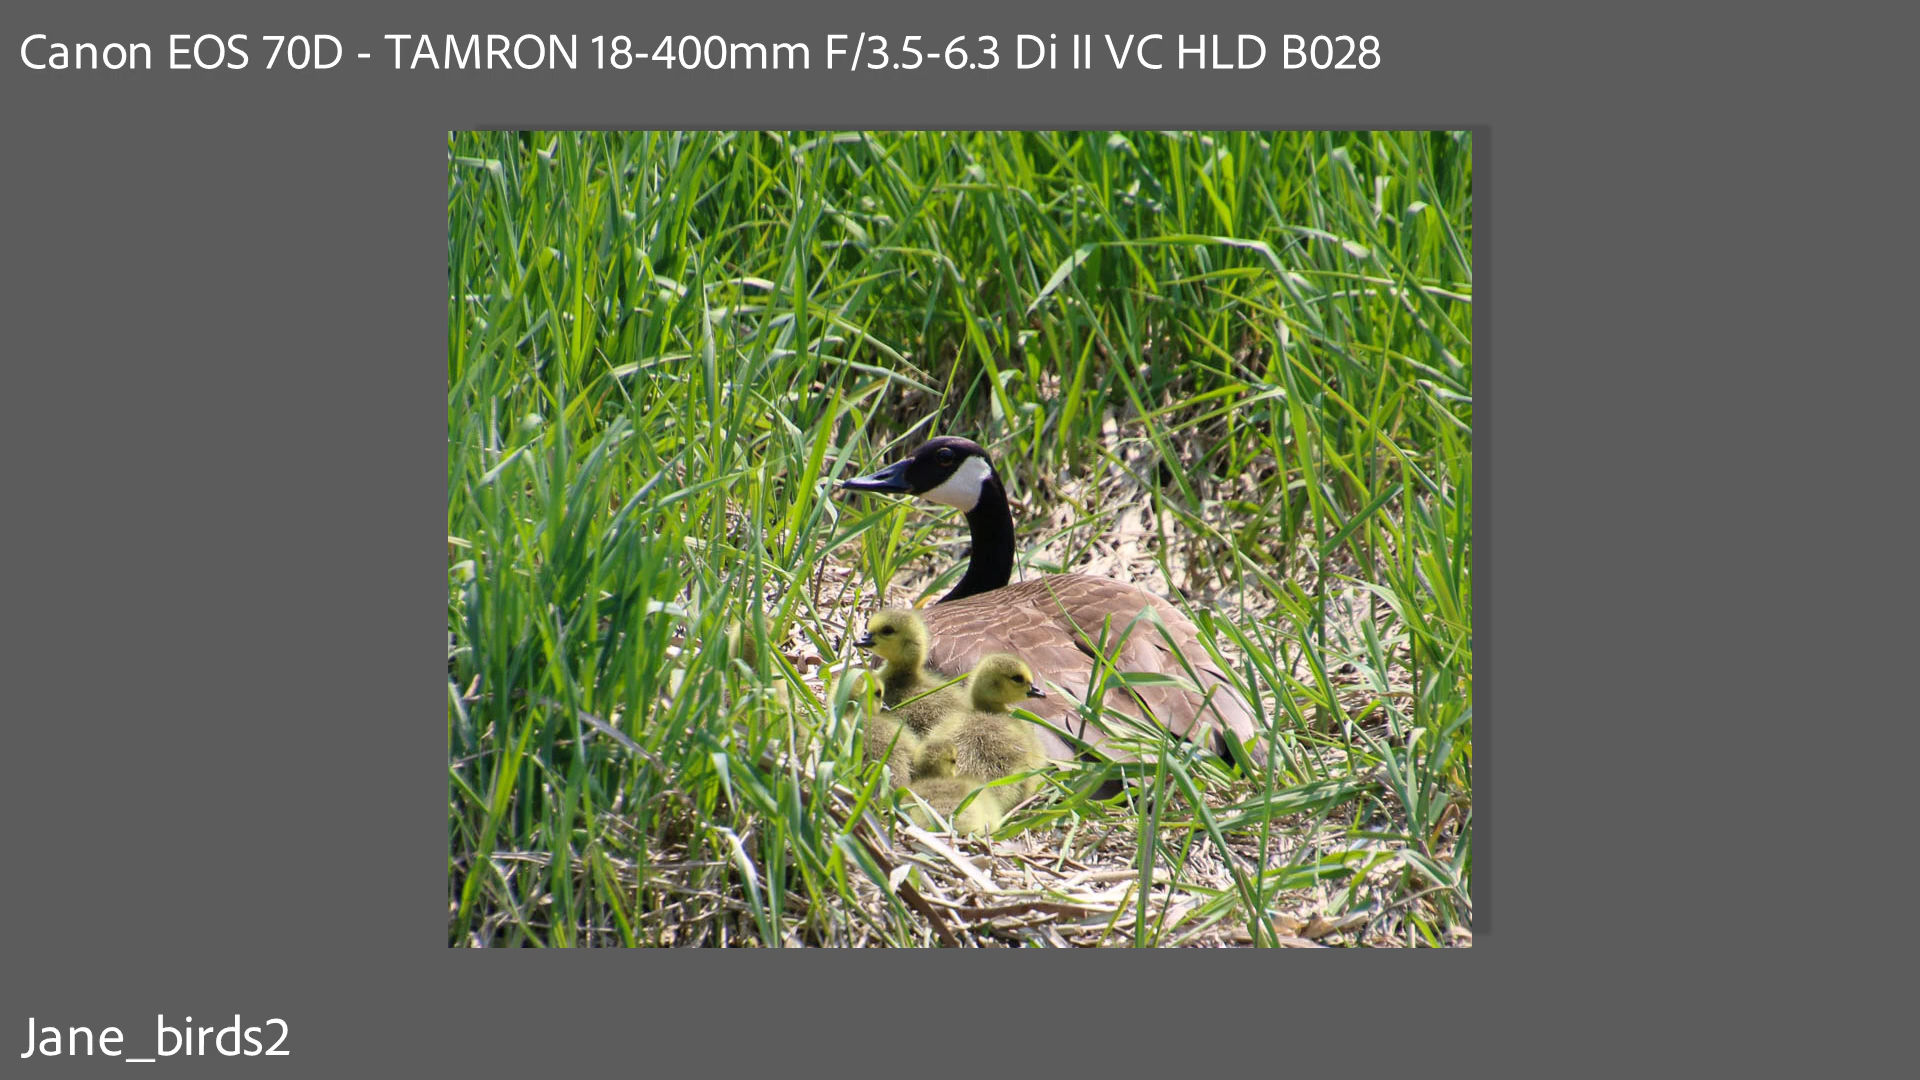 Canon EOS 70D - TAMRON 18-400mm F/3.5-6.3 Di II VC HLD B028
Jane_birds2